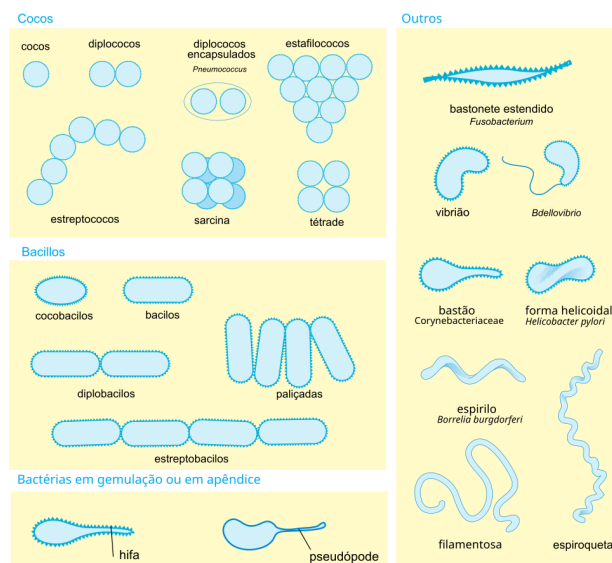 Cocos
cocos
diplococos
diplococos
encapsulados
Pneumococcus
estafilococos
estreptococos
sarcina
tétrade
Bacillos
cocobacilos
bacilos
diplobacilos
paliçadas
estreptobacilos
Bactérias em gemulação ou em apêndice
hifa
pseudópode
Outros
bastonete estendido
Fusobacterium
vibrião
Bdellovibrio
bastão
Corynebacteriaceae
forma helicoidal
Helicobacter pylori
espirilo
Borrelia burgdorferi
filamentosa
espiroqueta